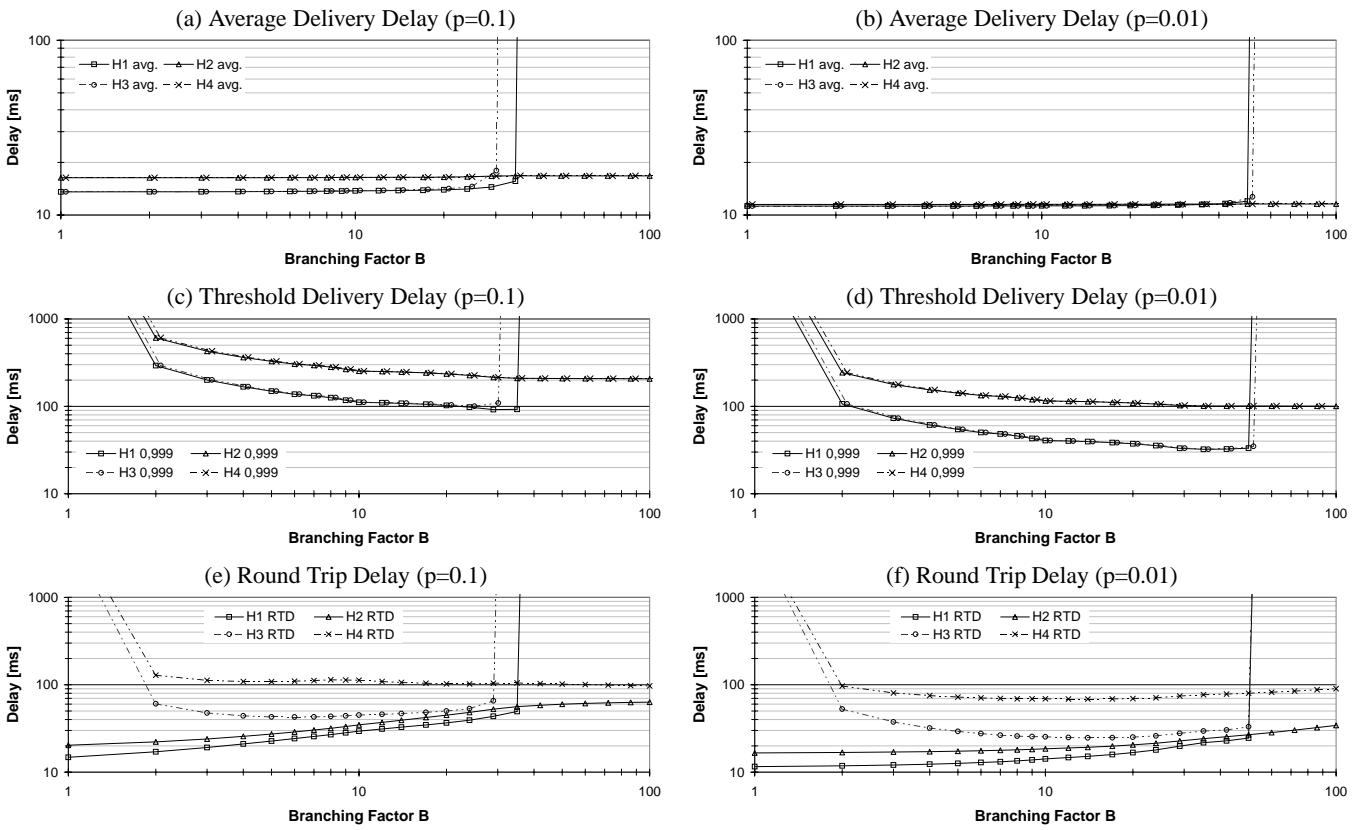 (a) Average Delivery Delay (p=0.1)
100
H1 avg. H2 avg.
H3 avg. H4 avg.
Delay [ms]
10
1 10 100
Branching Factor B
(b) Average Delivery Delay (p=0.01)
100
H1 avg. H2 avg.
H3 avg. H4 avg.
Delay [ms]
10
1 10 100
Branching Factor B
(c) Threshold Delivery Delay (p=0.1)
1000
Delay [ms]
100
H1 0,999 H2 0,999
H3 0,999 H4 0,999
10
1 10 100
Branching Factor B
(d) Threshold Delivery Delay (p=0.01)
1000
Delay [ms]
100
H1 0,999 H2 0,999
H3 0,999 H4 0,999
10
1 10 100
Branching Factor B
(e) Round Trip Delay (p=0.1)
1000
H1 RTD H2 RTD
H3 RTD H4 RTD
Delay [ms]
100
10
1 10 100
Branching Factor B
(f) Round Trip Delay (p=0.01)
1000
H1 RTD H2 RTD
H3 RTD H4 RTD
Delay [ms]
100
10
1 10 100
Branching Factor B